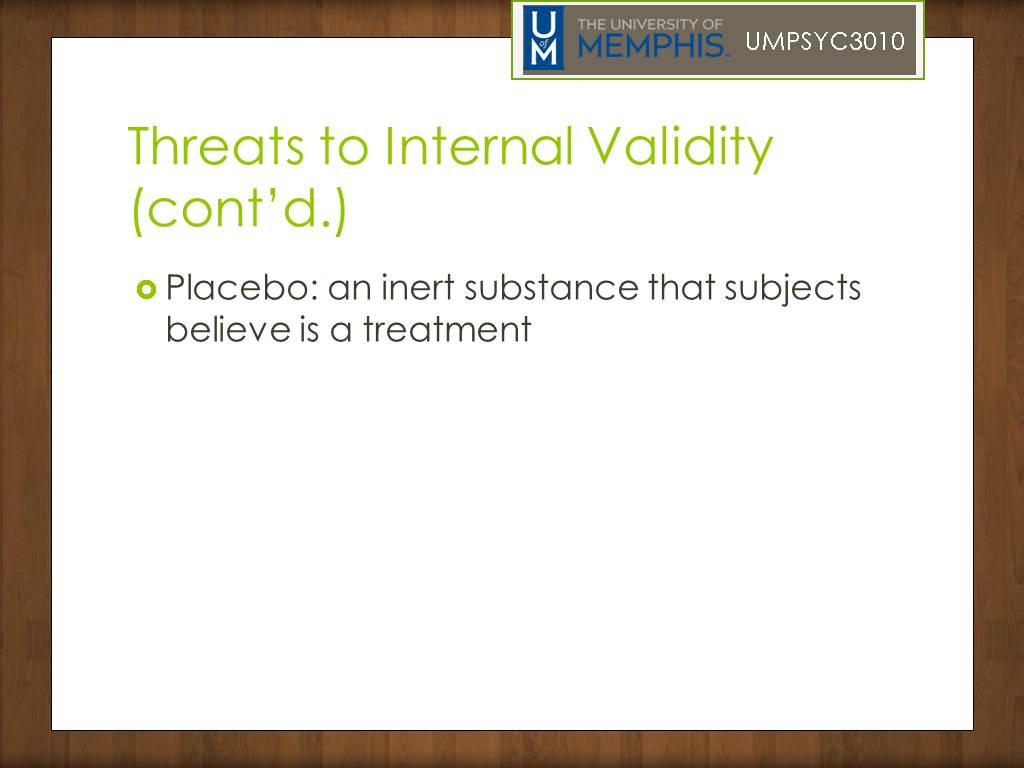 U
of
M
THE UNIVERSITY OF
MEMPHIS™
UMPSYC3010
Threats to Internal Validity
(cont’d.)
Placebo: an inert substance that subjects
believe is a treatment